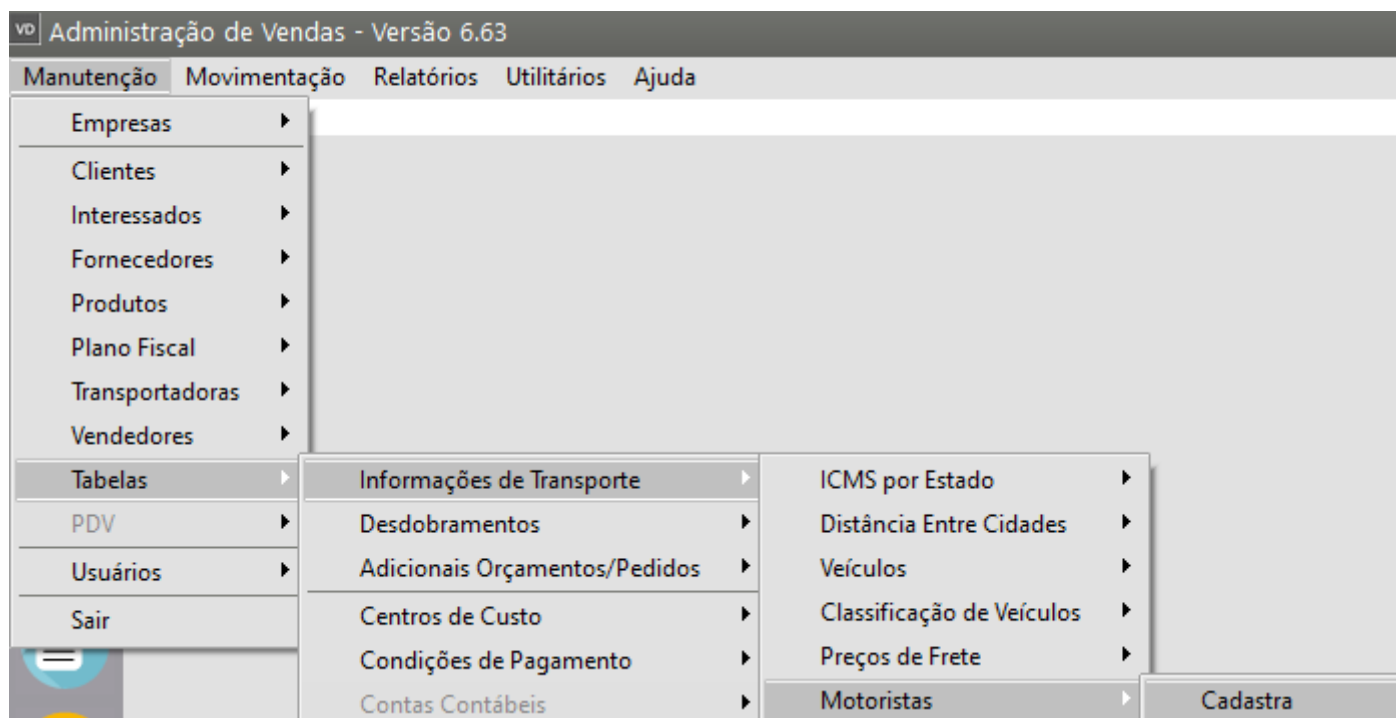 VD Administração de Vendas - Versão 6.63
Manutenção Movimentação Relatórios Utilitários Ajuda
Empresas
Clientes
Interessados
Fornecedores
Produtos
Plano Fiscal
Transportadoras
Vendedores
Tabelas
PDV
Usuários
Sair
Informações de Transporte
Desdobramentos
Adicionais Orçamentos/Pedidos
Centros de Custo
Condições de Pagamento
Contas Contábeis
ICMS por Estado
Distância Entre Cidades
Veículos
Classificação de Veículos
Preços de Frete
Motoristas
Cadastra